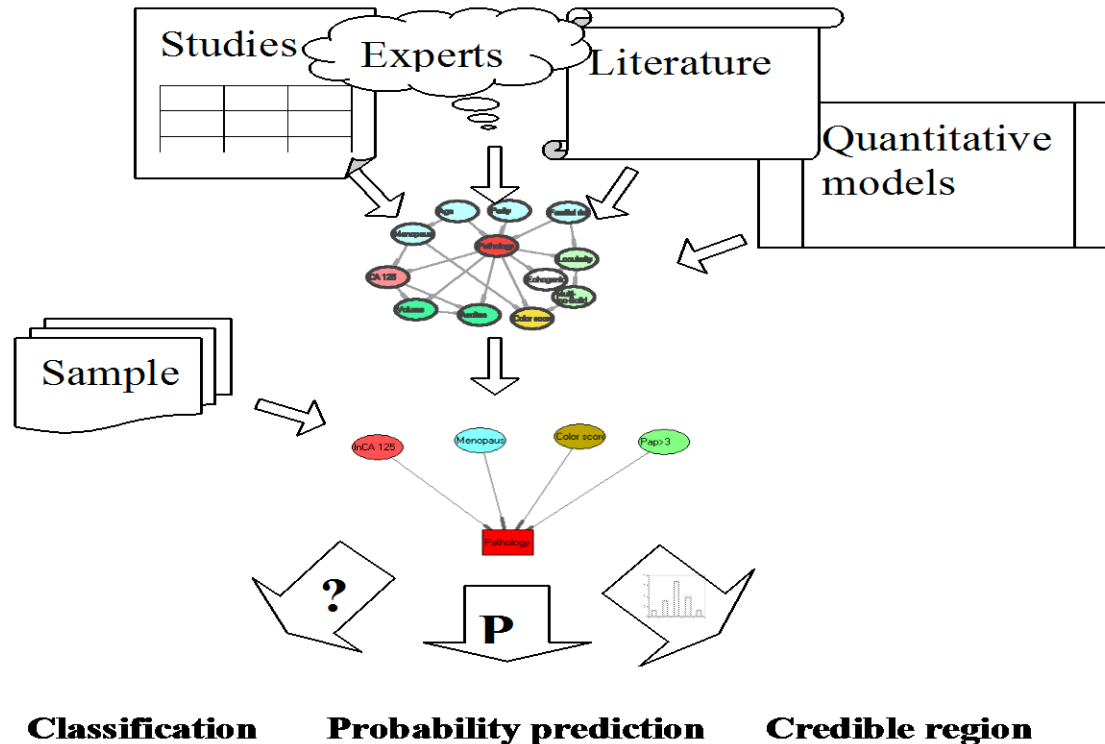 Studies
Experts
Literature
Quantitative
models
Age
Parity
Menopaus
Pathology
Locularity
CA 125
Echogenic
Volume
Ascites
Color score
Sample
lnCA 125
Menopaus
Color score
Pap>3
Pathology
?
P
Classification Probability prediction Credible region